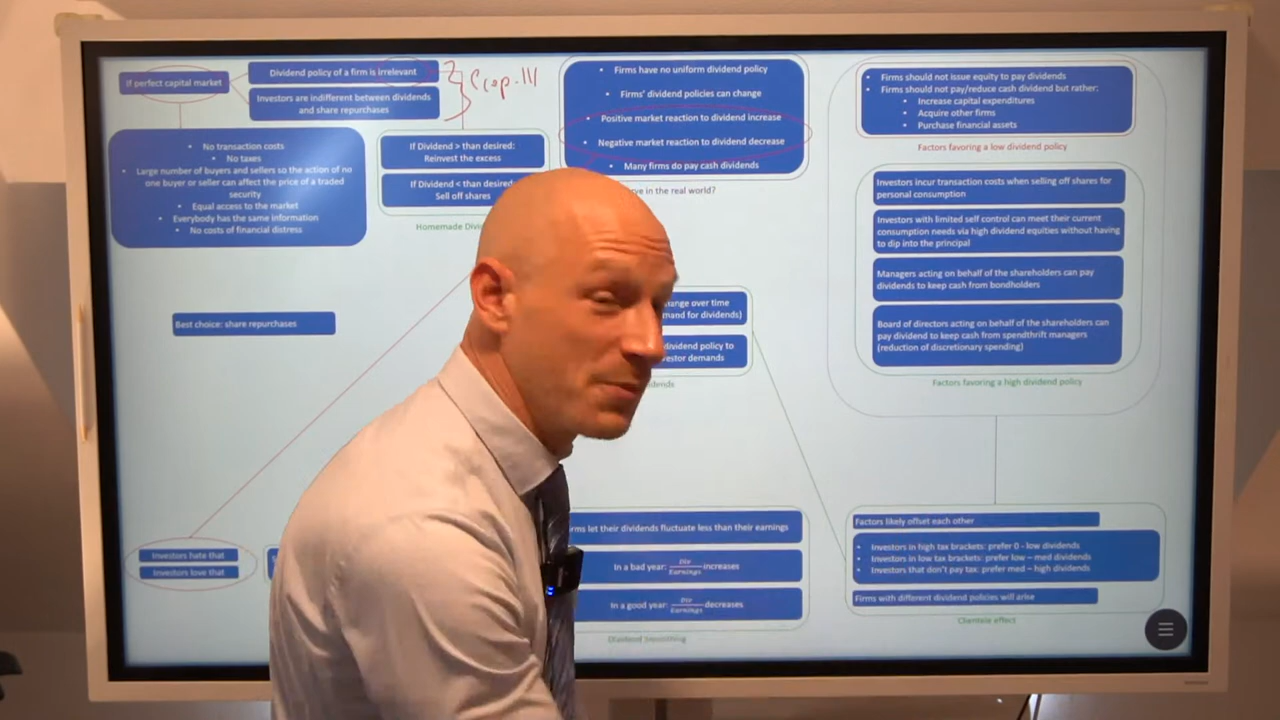 If perfect capital market
Dividend policy of a firm is irrelevant
Investors are indifferent between dividends
and share repurchases
Prop. III
• No transaction costs
• No taxes
• Large number of buyers and sellers so the action of no
one buyer or seller can affect the price of a traded
security
• Equal access to the market
• Everybody has the same information
• No costs of financial distress
If Dividend > than desired:
Reinvest the excess
If Dividend < than desired
Sell off shares
Homemade
• Firms have no uniform dividend policy
• Firms' dividend policies can change
• Positive market reaction to dividend increase
• Negative market reaction to dividend decrease
• Many firms do pay cash dividends
in the real world?
• Firms should not issue equity to pay dividends
• Firms should not pay/reduce cash dividend but rather:
• Increase capital expenditures
• Acquire other firms
• Purchase financial assets
Factors favoring a low dividend policy
Investors incur transaction costs when selling off shares for
personal consumption
Investors with limited self control can meet their current
consumption needs via high dividend equities without having
to dip into the principal
Managers acting on behalf of the shareholders can pay
dividends to keep cash from bondholders
Board of directors acting on behalf of the shareholders can
pay dividend to keep cash from spendthrift managers
(reduction of discretionary spending)
Factors favoring a high dividend policy
Best choice: share repurchases
over time
for dividends)
dividend policy to
demands
Investors hate that
Investors love that
let their dividends fluctuate less than their earnings
In a bad year: Div/Earnings increases
In a good year: Div/Earnings decreases
Dividend Smoothing
Factors likely offset each other
• Investors in high tax brackets: prefer 0 - low dividends
• Investors in low tax brackets: prefer low – med dividends
• Investors that don't pay tax: prefer med – high dividends
Firms with different dividend policies will arise
Clientele effect